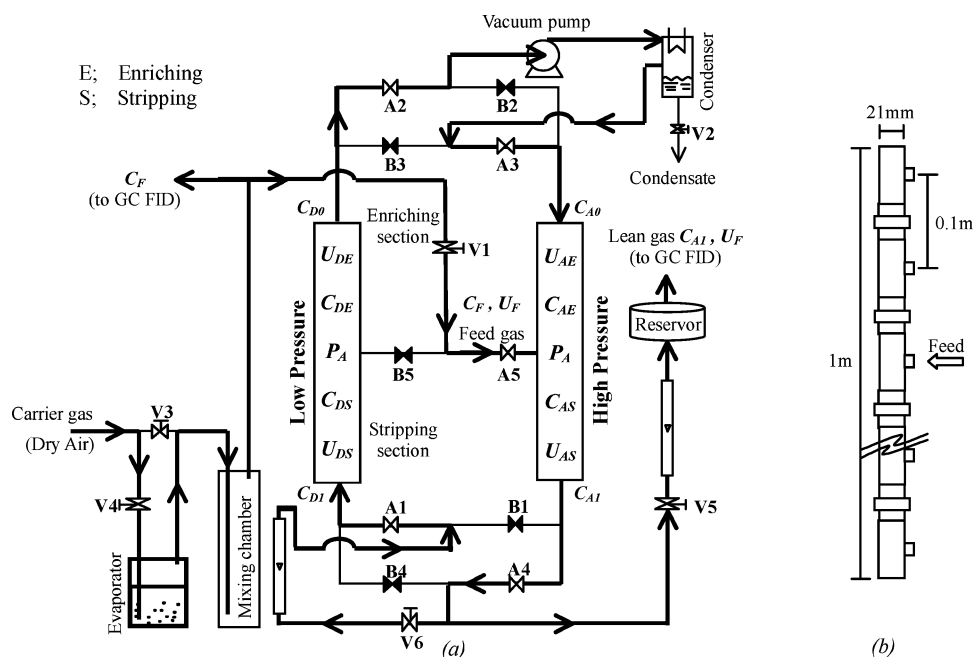 Vacuum pump
E; Enriching
S; Stripping
Condenser
A2
B2
V2
B3
A3
Condensate
C_F
(to GC FID)
C_D0
Enriching
section
C_A0
V1
Lean gas C_A1 , U_F
(to GC FID)
U_DE
U_AE
C_DE
C_AE
C_F , U_F
Feed gas
Reservor
Low Pressure
P_A
B5
A5
P_A
High Pressure
C_DS
C_AS
Stripping
section
U_DS
U_AS
Carrier gas
(Dry Air)
V3
V4
C_D1
A1
B1
C_A1
V5
B4
A4
Evaporator
Mixing chamber
V6
(a)
21mm
0.1m
1m
Feed
(b)